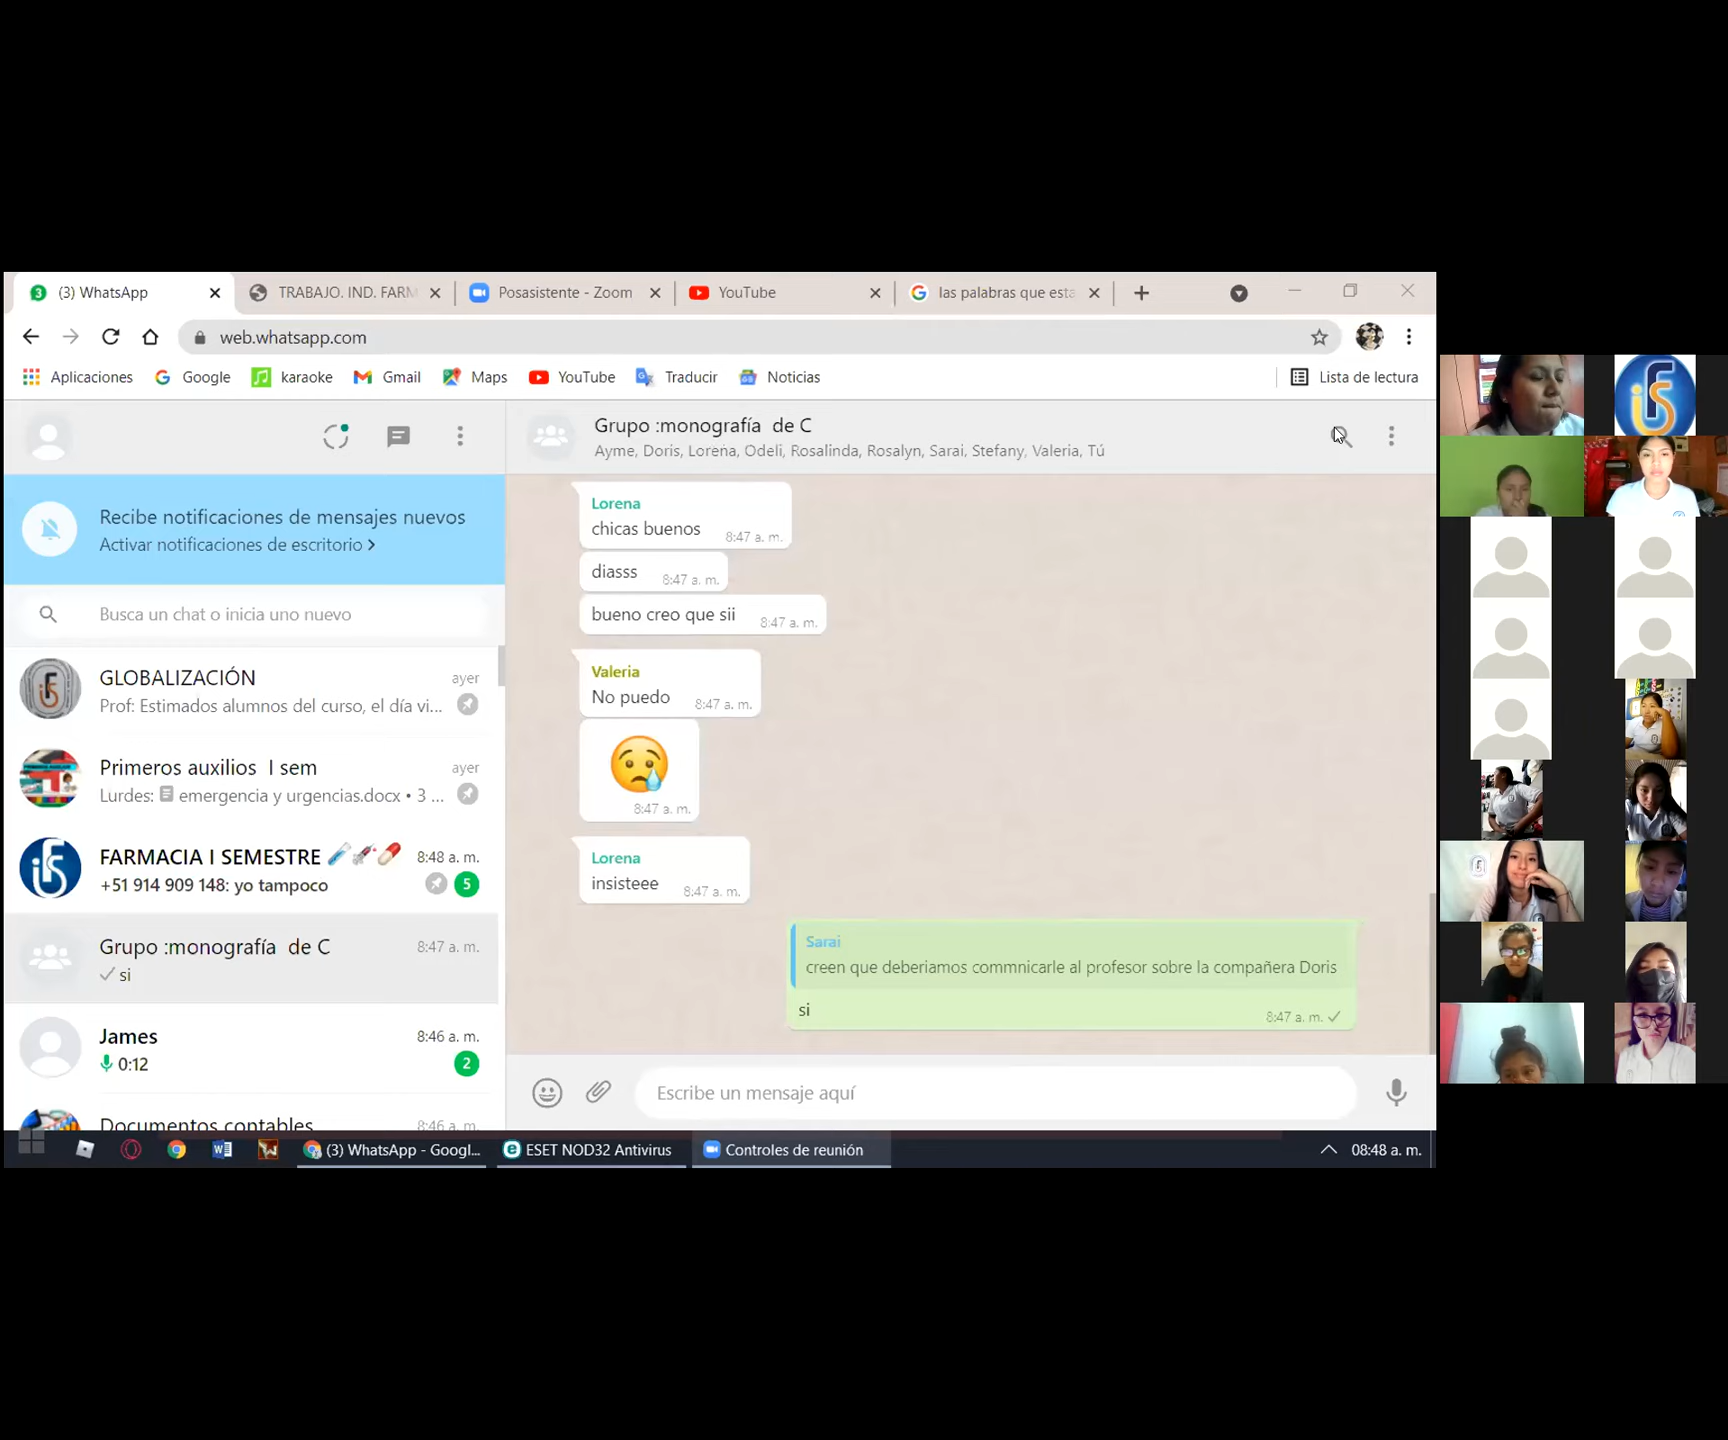 (3) WhatsApp
TRABAJO. IND. FARM
Posasistente - Zoom
YouTube
las palabras que esta
web.whatsapp.com
Aplicaciones
Google
karaoke
Gmail
Maps
YouTube
Traducir
Noticias
Lista de lectura
Grupo :monografía de C
Ayme, Doris, Lorena, Odeli, Rosalinda, Rosalyn, Sarai, Stefany, Valeria, Tú
Recibe notificaciones de mensajes nuevos
Activar notificaciones de escritorio >
Busca un chat o inicia uno nuevo
GLOBALIZACIÓN
ayer
Prof: Estimados alumnos del curso, el día vi...
Primeros auxilios I sem
ayer
Lurdes: emergencia y urgencias.docx • 3 ...
FARMACIA I SEMESTRE
8:48 a. m.
+51 914 909 148: yo tampoco
5
Grupo :monografía de C
8:47 a. m.
si
James
8:46 a. m.
0:12
2
Documentos contables
8:46 a. m.
Lorena
chicas buenos
8:47 a. m.
diasss
8:47 a. m.
bueno creo que sii
8:47 a. m.
Valeria
No puedo
8:47 a. m.
8:47 a. m.
Lorena
insisteee
8:47 a. m.
Sarai
creen que deberiamos commnicarle al profesor sobre la compañera Doris
si
8:47 a. m.
Escribe un mensaje aquí
(3) WhatsApp - Googl...
ESET NOD32 Antivirus
Controles de reunión
08:48 a. m.